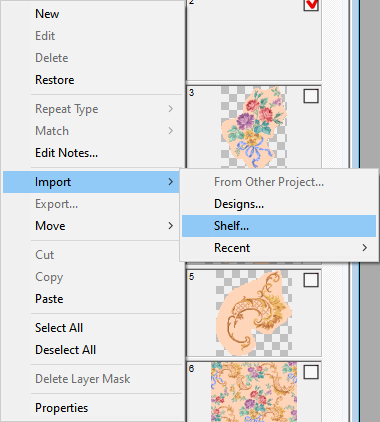 New
Edit
Delete
Restore
Repeat Type
Match
Edit Notes...
Import
Export...
Move
Cut
Copy
Paste
Select All
Deselect All
Delete Layer Mask
Properties
From Other Project...
Designs...
Shelf...
Recent
2
3
5
6